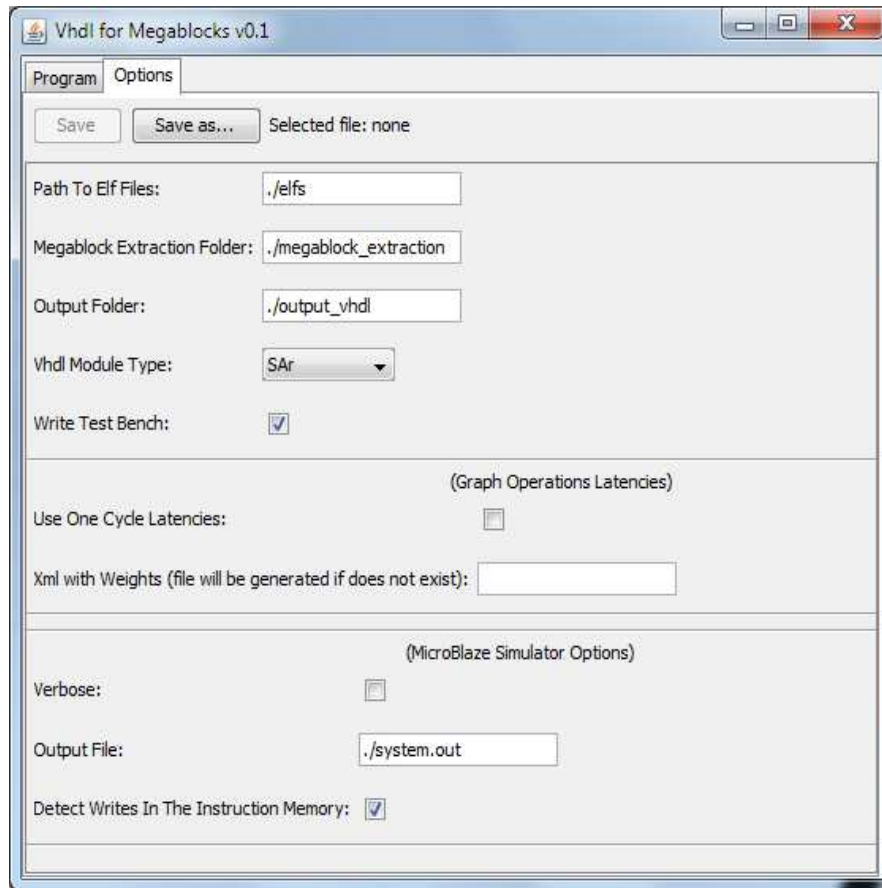 Vhdl for Megablocks v0.1
Program Options
Save Save as... Selected file: none
Path To Elf Files: ./elfs
Megablock Extraction Folder: ./megablock_extraction
Output Folder: ./output_vhdl
Vhdl Module Type: SAr
Write Test Bench:
(Graph Operations Latencies)
Use One Cycle Latencies:
Xml with Weights (file will be generated if does not exist):
(MicroBlaze Simulator Options)
Verbose:
Output File: ./system.out
Detect Writes In The Instruction Memory: